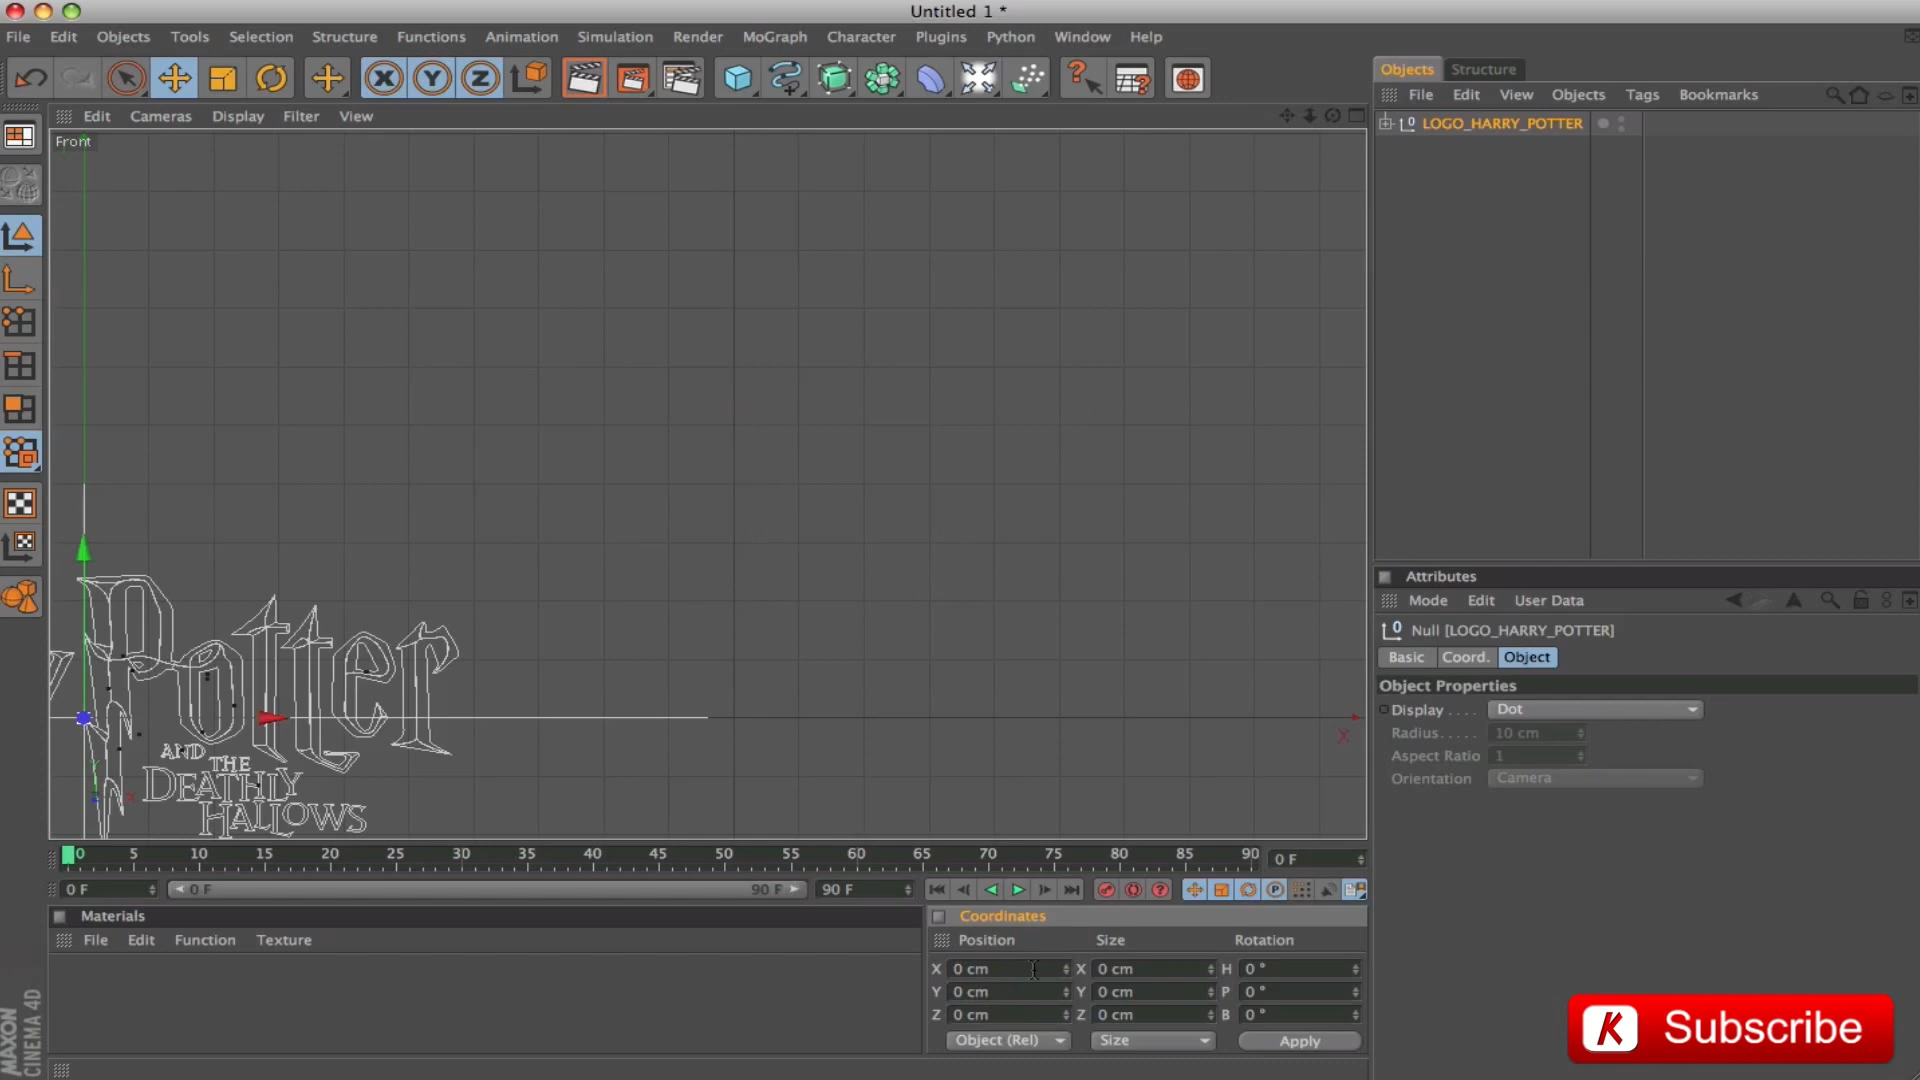 Untitled 1 *
File Edit Objects Tools Selection Structure Functions Animation Simulation Render MoGraph Character Plugins Python Window Help
X Y Z
Objects Structure
File Edit View Objects Tags Bookmarks
LOGO_HARRY_POTTER
Edit Cameras Display Filter View
Front
Potter
AND THE
DEATHLY
HALLOWS
X
Attributes
Mode Edit User Data
Null [LOGO_HARRY_POTTER]
Basic Coord. Object
Object Properties
Display . . . . Dot
Radius. . . . . 10 cm
Aspect Ratio 1
Orientation Camera
0 5 10 15 20 25 30 35 40 45 50 55 60 65 70 75 80 85 90 0 F
0 F 0 F 90 F 90 F
Materials
File Edit Function Texture
Coordinates
Position Size Rotation
X 0 cm X 0 cm H 0 °
Y 0 cm Y 0 cm P 0 °
Z 0 cm Z 0 cm B 0 °
Object (Rel) Size Apply
MAXON
CINEMA 4D
K Subscribe